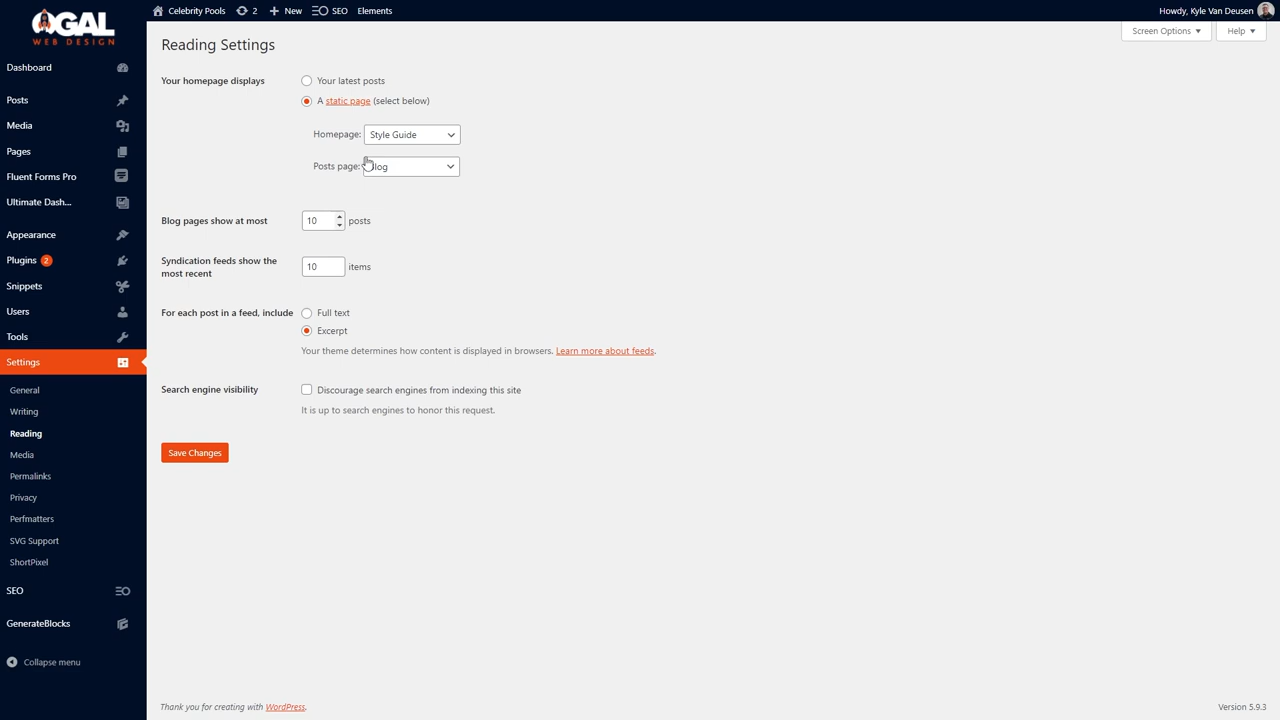 OGAL
WEB DESIGN
Celebrity Pools
2
New
SEO
Elements
Howdy, Kyle Van Deusen
Screen Options
Help
Dashboard
Posts
Media
Pages
Fluent Forms Pro
Ultimate Dash...
Appearance
Plugins 2
Snippets
Users
Tools
Settings
General
Writing
Reading
Media
Permalinks
Privacy
Perfmatters
SVG Support
ShortPixel
SEO
GenerateBlocks
Collapse menu
Reading Settings
Your homepage displays
Your latest posts
A static page (select below)
Homepage: Style Guide
Posts page: Blog
Blog pages show at most 10 posts
Syndication feeds show the
most recent
10 items
For each post in a feed, include
Full text
Excerpt
Your theme determines how content is displayed in browsers. Learn more about feeds.
Search engine visibility
Discourage search engines from indexing this site
It is up to search engines to honor this request.
Save Changes
Thank you for creating with WordPress.
Version 5.9.3